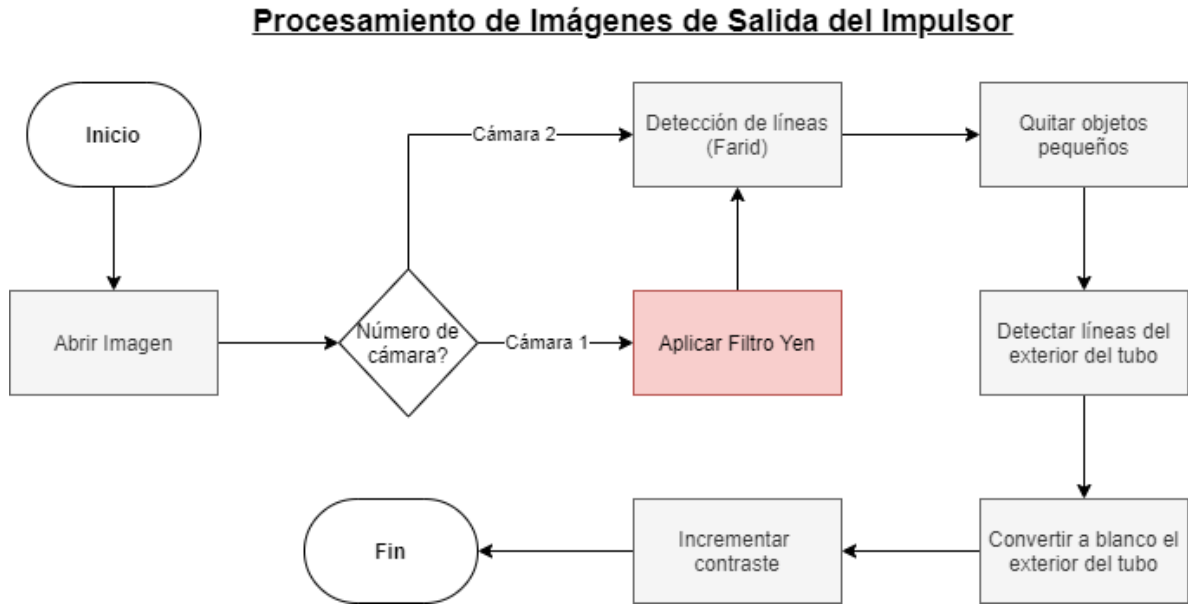 Procesamiento de Imágenes de Salida del Impulsor
Inicio
Abrir Imagen
Número de
cámara?
Cámara 2
Cámara 1
Aplicar Filtro Yen
Detección de líneas
(Farid)
Quitar objetos
pequeños
Detectar líneas del
exterior del tubo
Convertir a blanco el
exterior del tubo
Incrementar
contraste
Fin